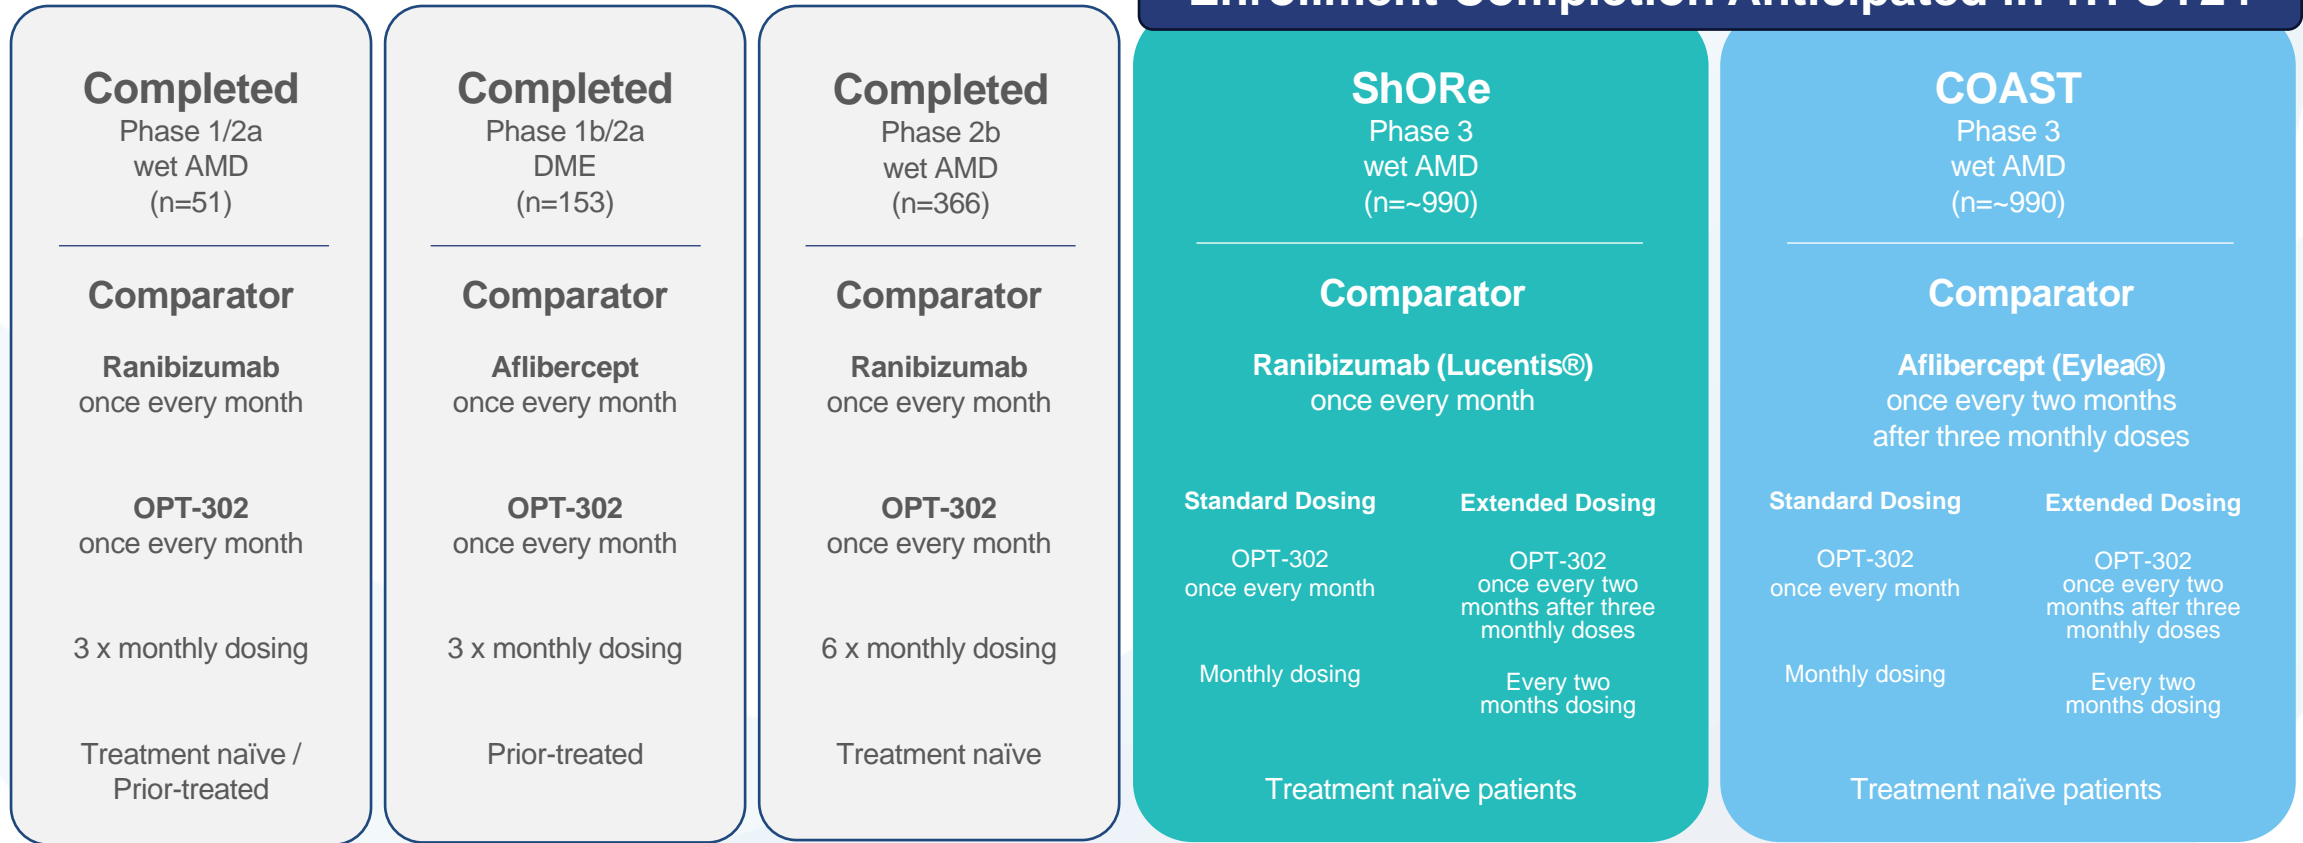 Enrollment Completion Anticipated in
Completed
Phase 1/2a
wet AMD
(n=51)
Comparator
Ranibizumab
once every month
OPT-302
once every month
3 x monthly dosing
Treatment naïve /
Prior-treated
Completed
Phase 1b/2a
DME
(n=153)
Comparator
Aflibercept
once every month
OPT-302
once every month
3 x monthly dosing
Prior-treated
Completed
Phase 2b
wet AMD
(n=366)
Comparator
Ranibizumab
once every month
OPT-302
once every month
6 x monthly dosing
Treatment naïve
ShORe
Phase 3
wet AMD
(n=~990)
Comparator
Ranibizumab (Lucentis®)
once every month
Standard Dosing
OPT-302
once every month
Monthly dosing
Extended Dosing
OPT-302
once every two
months after three
monthly doses
Every two
months dosing
Treatment naïve patients
COAST
Phase 3
wet AMD
(n=~990)
Comparator
Aflibercept (Eylea®)
once every two months
after three monthly doses
Standard Dosing
OPT-302
once every month
Monthly dosing
Extended Dosing
OPT-302
once every two
months after three
monthly doses
Every two
months dosing
Treatment naïve patients